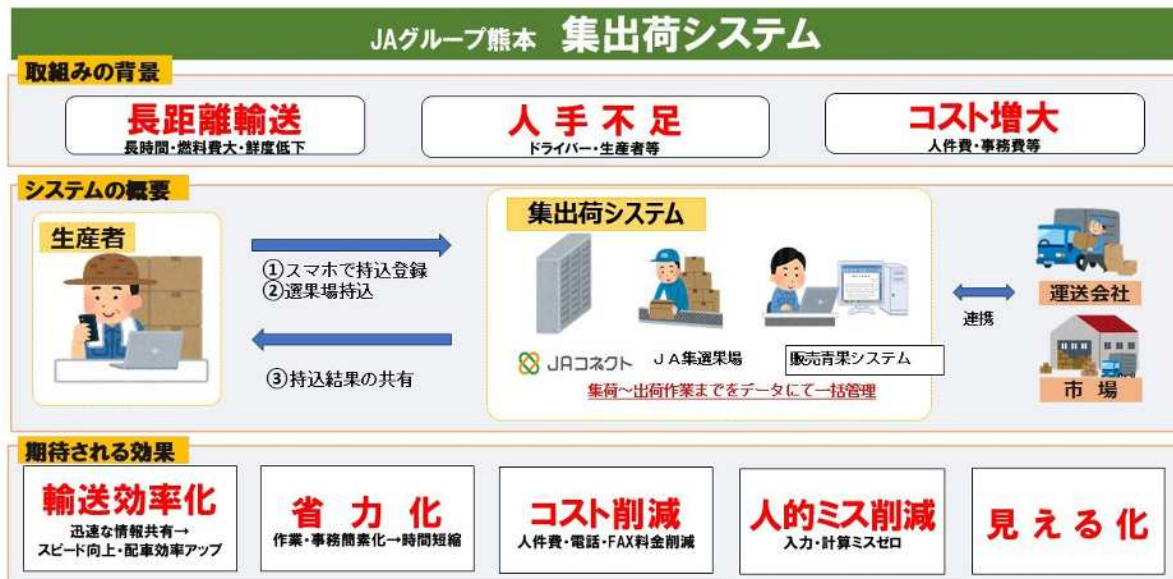 JAグループ熊本 集出荷システム
取組みの背景
長距離輸送
長時間・燃料費大・鮮度低下
人手不足
ドライバー・生産者等
コスト増大
人件費・事務費等
システムの概要
生産者
①スマホで持込登録
②選果場持込
③持込結果の共有
集出荷システム
JAコネクト
JA集選果場
販売青果システム
集荷～出荷作業までをデータにて一括管理
連携
運送会社
市場
期待される効果
輸送効率化
迅速な情報共有→
スピード向上・配車効率アップ
省力化
作業・事務簡素化→時間短縮
コスト削減
人件費・電話・FAX料金削減
人的ミス削減
入力・計算ミスゼロ
見える化